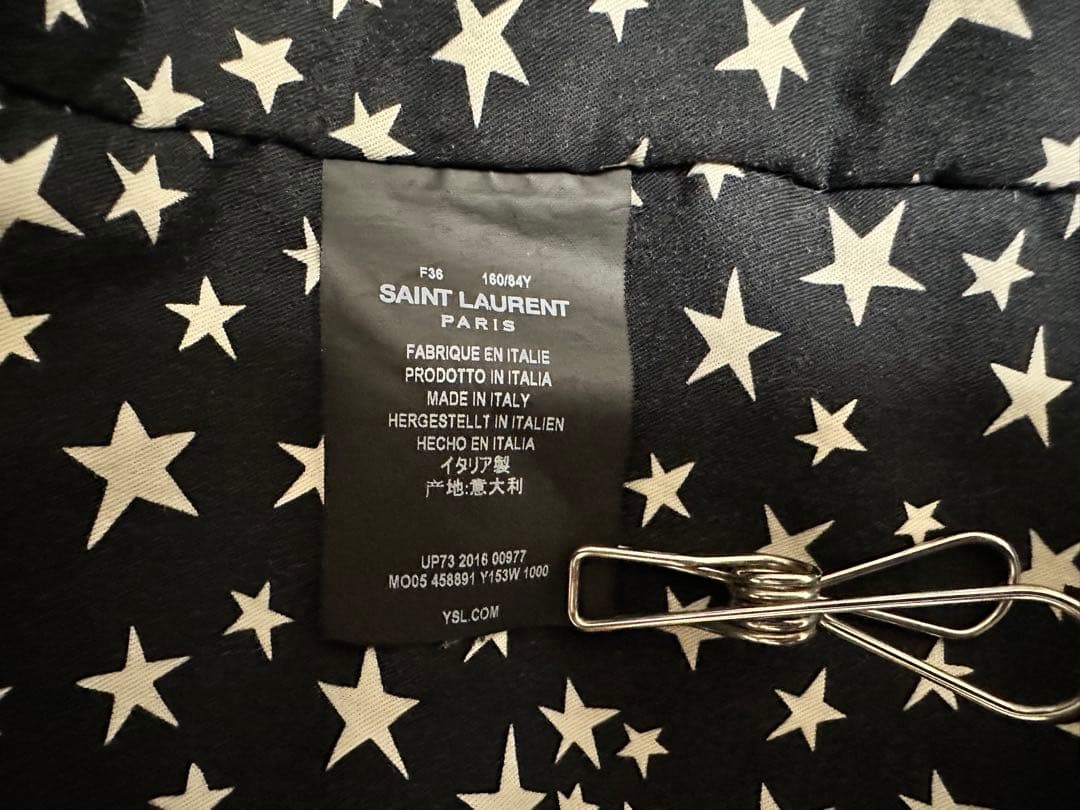 F36 160/84Y
SAINT LAURENT
PARIS
FABRIQUE EN ITALIE
PRODOTTO IN ITALIA
MADE IN ITALY
HERGESTELLT IN ITALIEN
HECHO EN ITALIA
イタリア製
产地:意大利
UP73 2016 00977
MO05 458891 Y153W 1000
YSL.COM